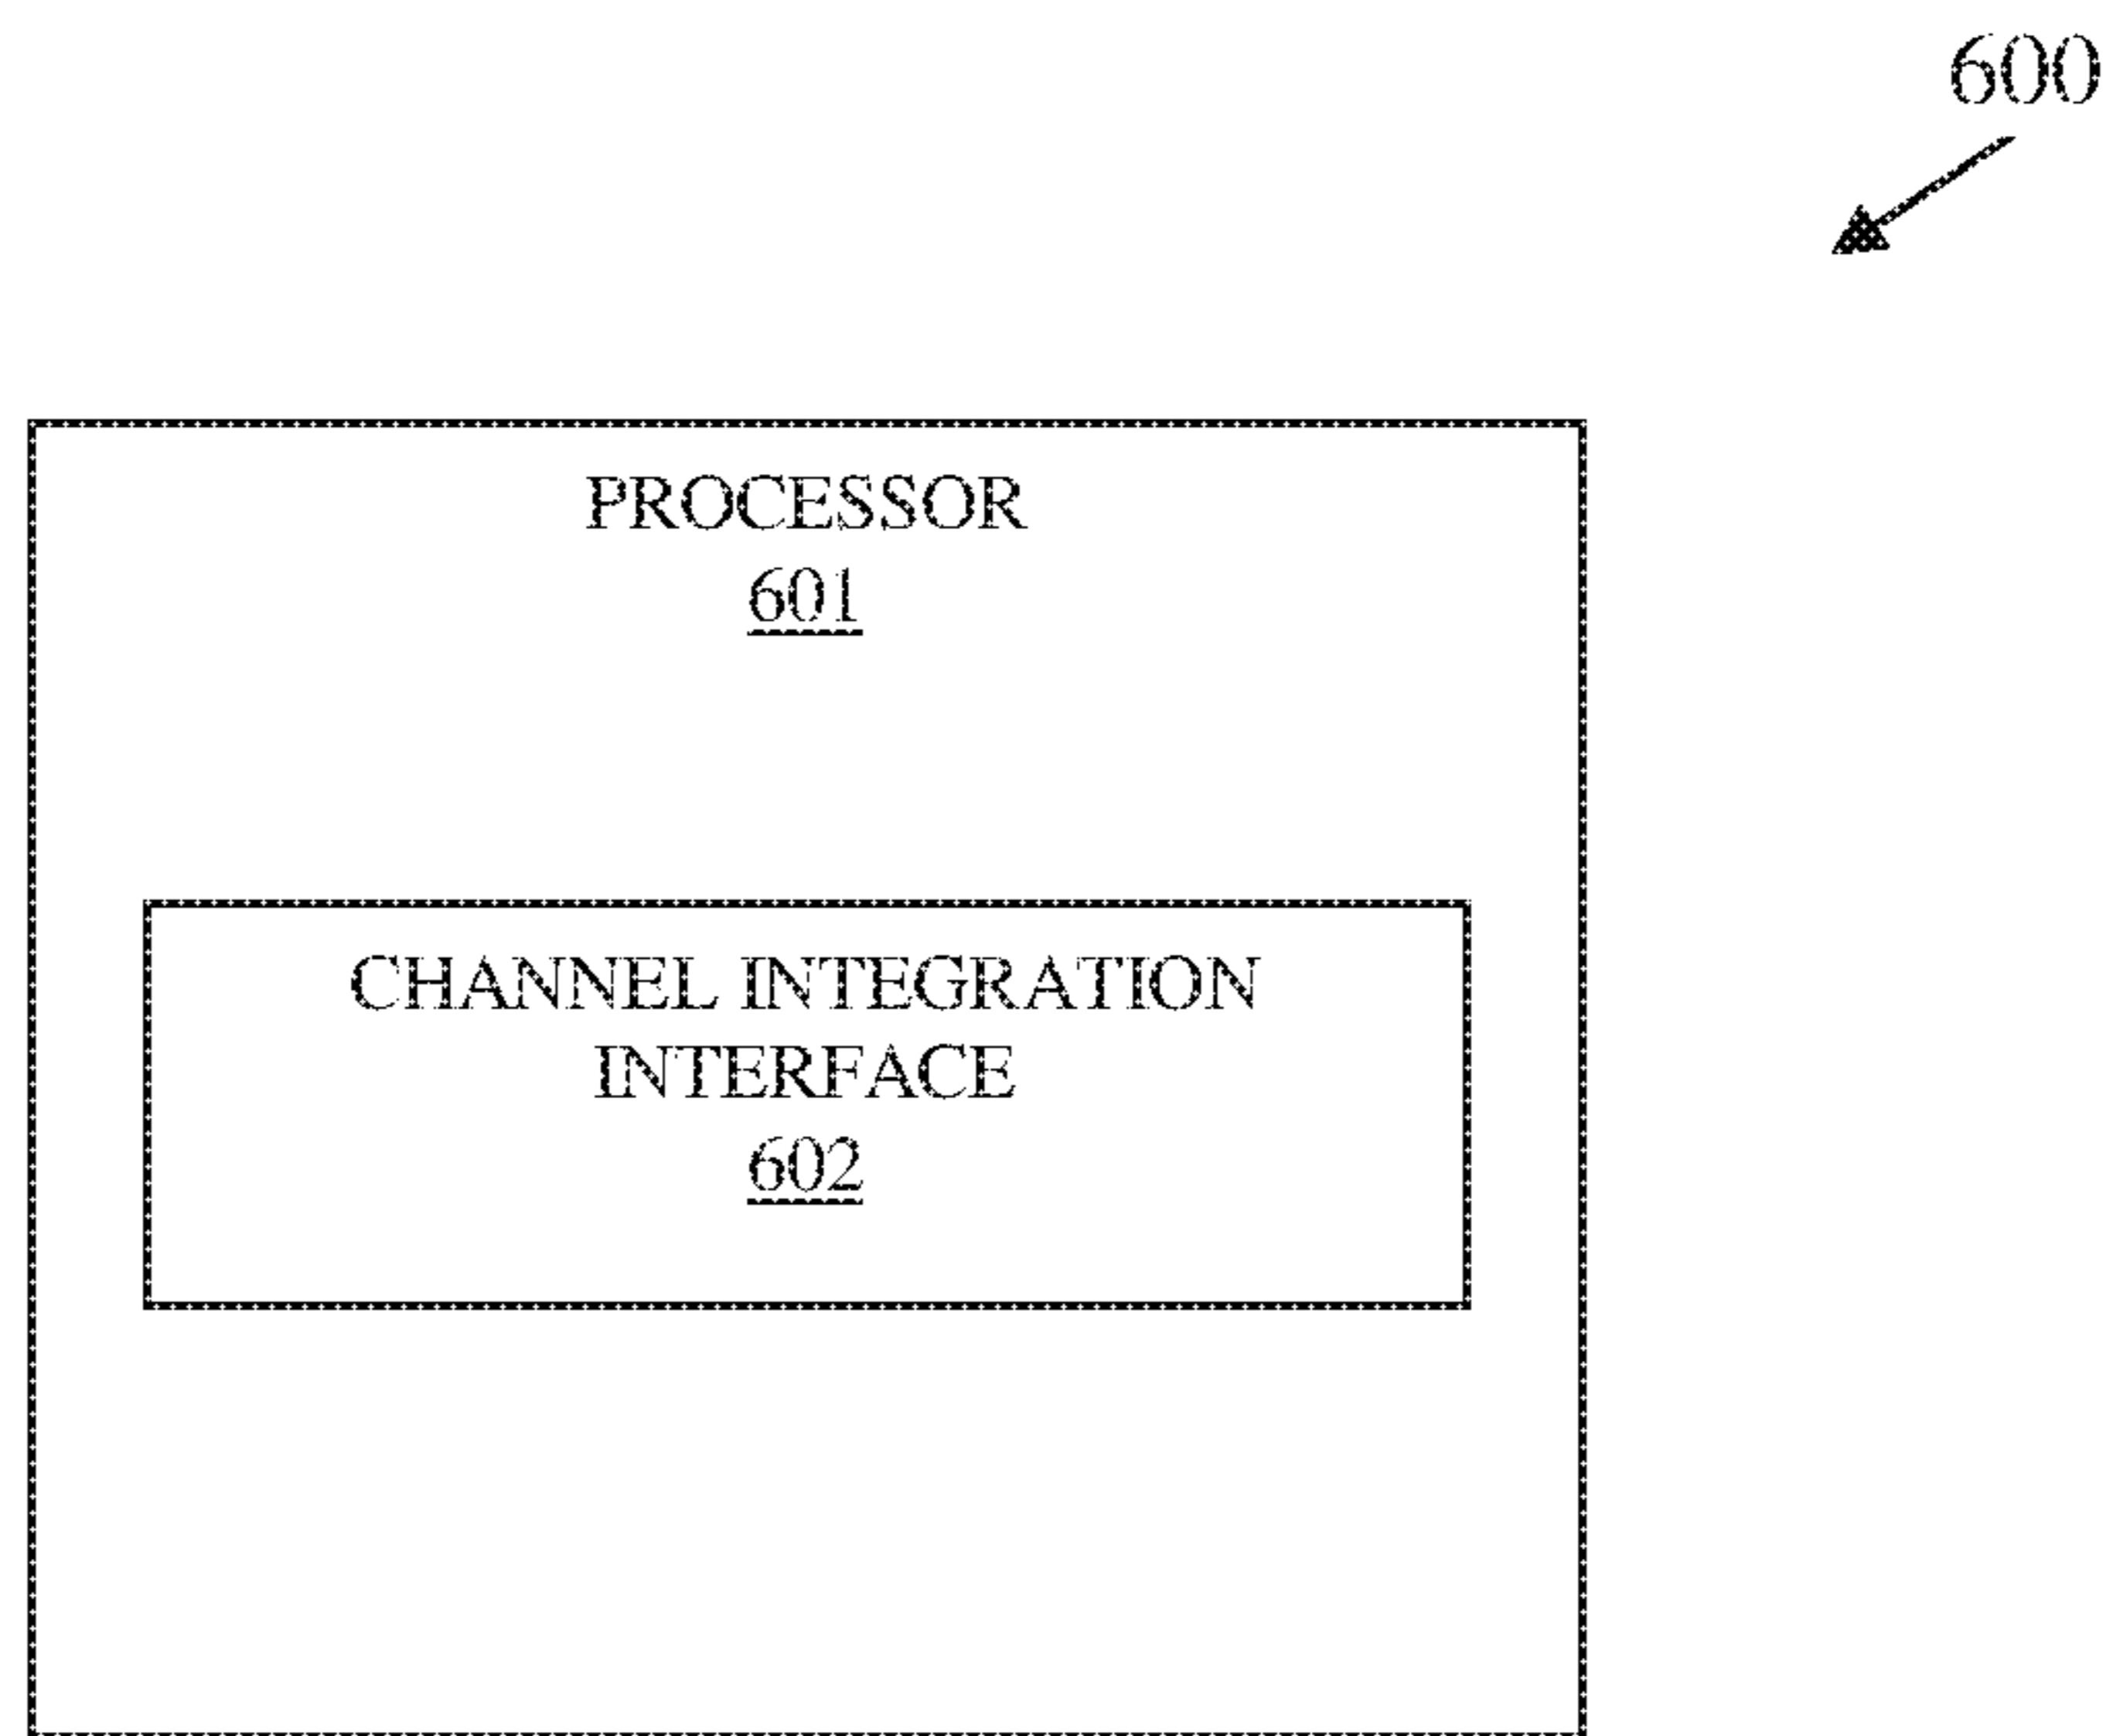 600
PROCESSOR
601
CHANNEL INTEGRATION
INTERFACE
602